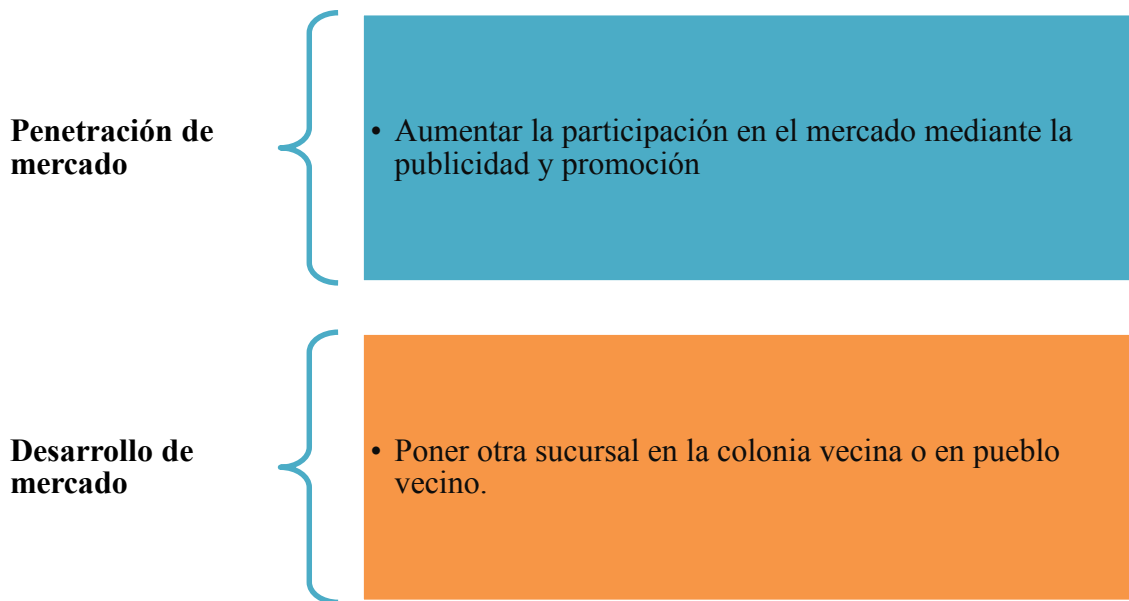 Penetración de
mercado
• Aumentar la participación en el mercado mediante la
publicidad y promoción
Desarrollo de
mercado
• Poner otra sucursal en la colonia vecina o en pueblo
vecino.